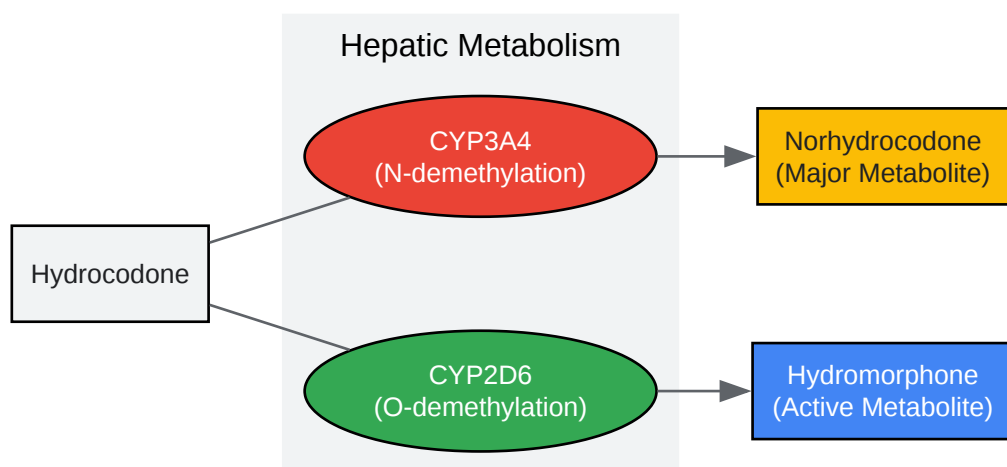 Hepatic Metabolism
CYP3A4
(N-demethylation)
Norhydrocodone
(Major Metabolite)
Hydrocodone
CYP2D6
(O-demethylation)
Hydromorphone
(Active Metabolite)